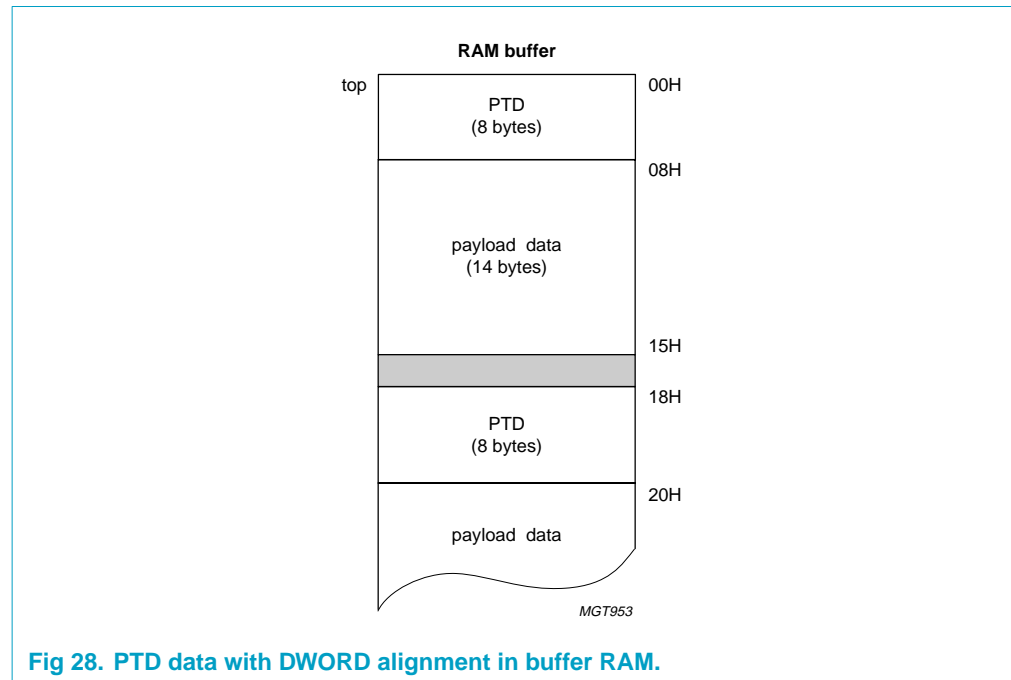 RAM buffer
top
00H
PTD
(8 bytes)
08H
payload data
(14 bytes)
15H
18H
PTD
(8 bytes)
20H
payload data
MGT953
Fig 28. PTD data with DWORD alignment in buffer RAM.